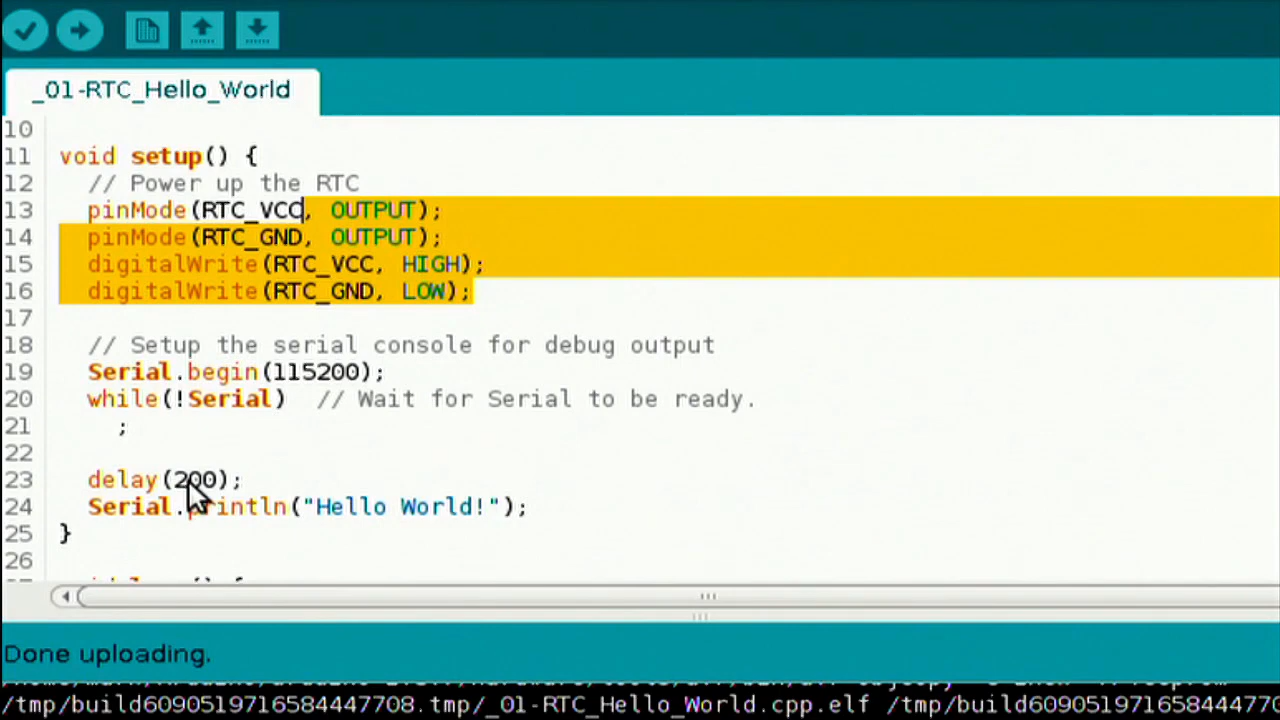 _01-RTC_Hello_World
10
11 void setup() {
12 // Power up the RTC
13 pinMode(RTC_VCC, OUTPUT);
14 pinMode(RTC_GND, OUTPUT);
15 digitalWrite(RTC_VCC, HIGH);
16 digitalWrite(RTC_GND, LOW);
17
18 // Setup the serial console for debug output
19 Serial.begin(115200);
20 while(!Serial) // Wait for Serial to be ready.
21 ;
22
23 delay(200);
24 Serial.println("Hello World!");
25 }
26
Done uploading.
/tmp/build6090519716584447708.tmp/_01-RTC_Hello_World.cpp.elf